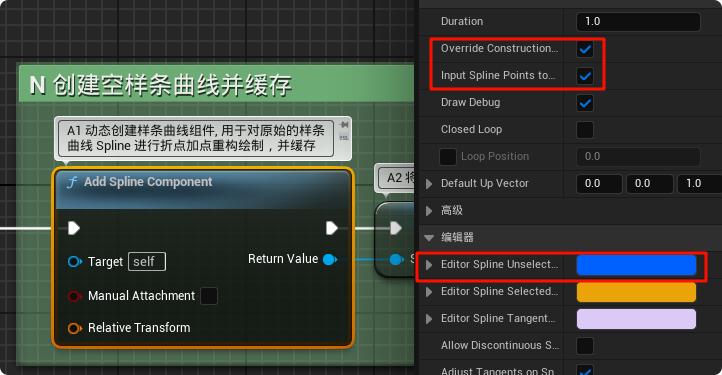 N 创建空样条曲线并缓存
A1 动态创建样条曲线组件, 用于对原始的样条
曲线 Spline 进行折点加点重构绘制，并缓存
A2 将
f Add Spline Component
Target self
Return Value
S
Manual Attachment
Relative Transform
Duration 1.0
Override Construction...
Input Spline Points to...
Draw Debug
Closed Loop
Loop Position 0.0
Default Up Vector 0.0 0.0 1.0
高级
编辑器
Editor Spline Unselect...
Editor Spline Selected...
Editor Spline Tangent...
Allow Discontinuous S...
Adjust Tangents on Sp...